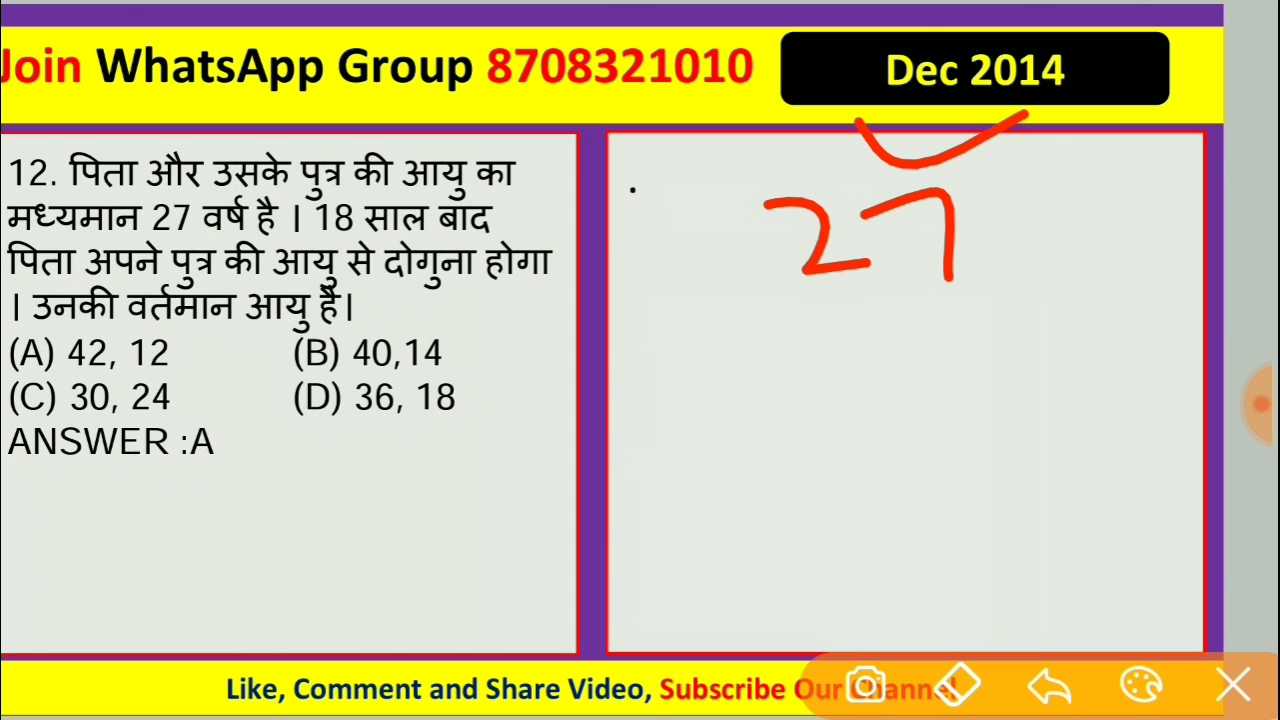 Join WhatsApp Group 8708321010
Dec 2014
12. पिता और उसके पुत्र की आयु का
मध्यमान 27 वर्ष है । 18 साल बाद
पिता अपने पुत्र की आयु से दोगुना होगा
। उनकी वर्तमान आयु है।
(A) 42, 12 (B) 40,14
(C) 30, 24 (D) 36, 18
ANSWER :A
27
Like, Comment and Share Video, Subscribe Our Channel